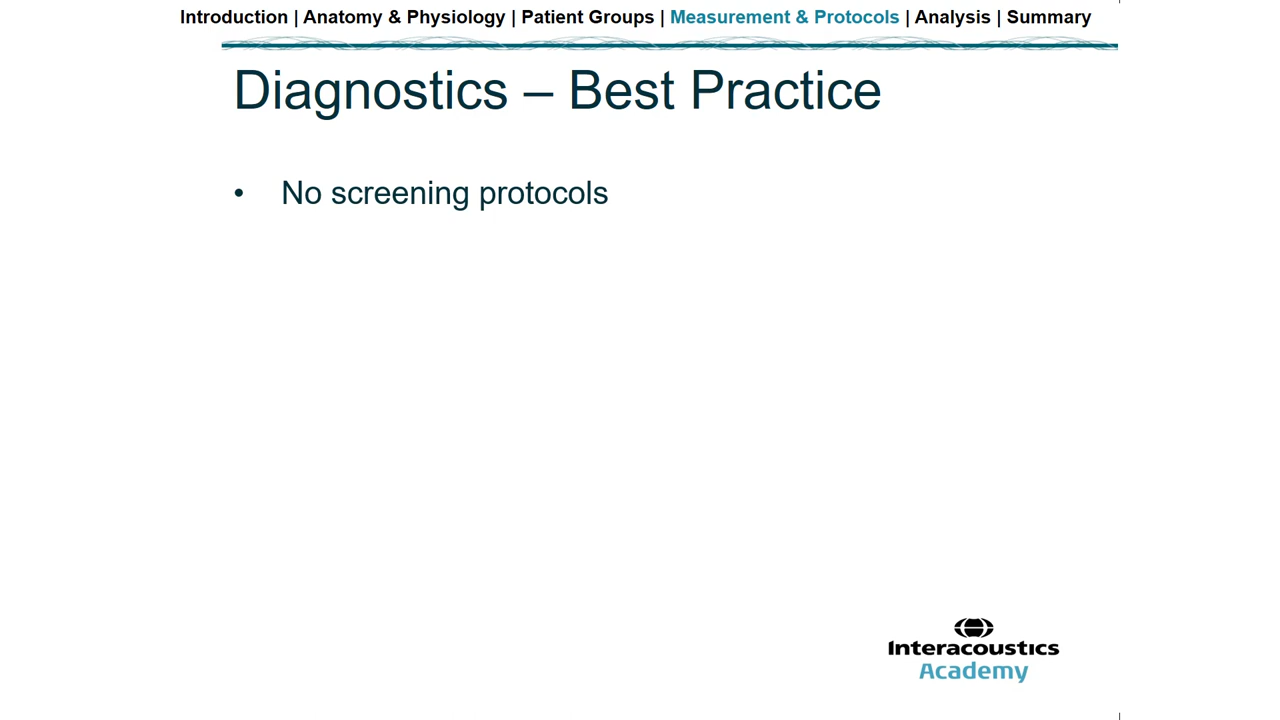 Introduction | Anatomy & Physiology | Patient Groups | Measurement & Protocols | Analysis | Summary
Diagnostics – Best Practice
• No screening protocols
Interacoustics
Academy